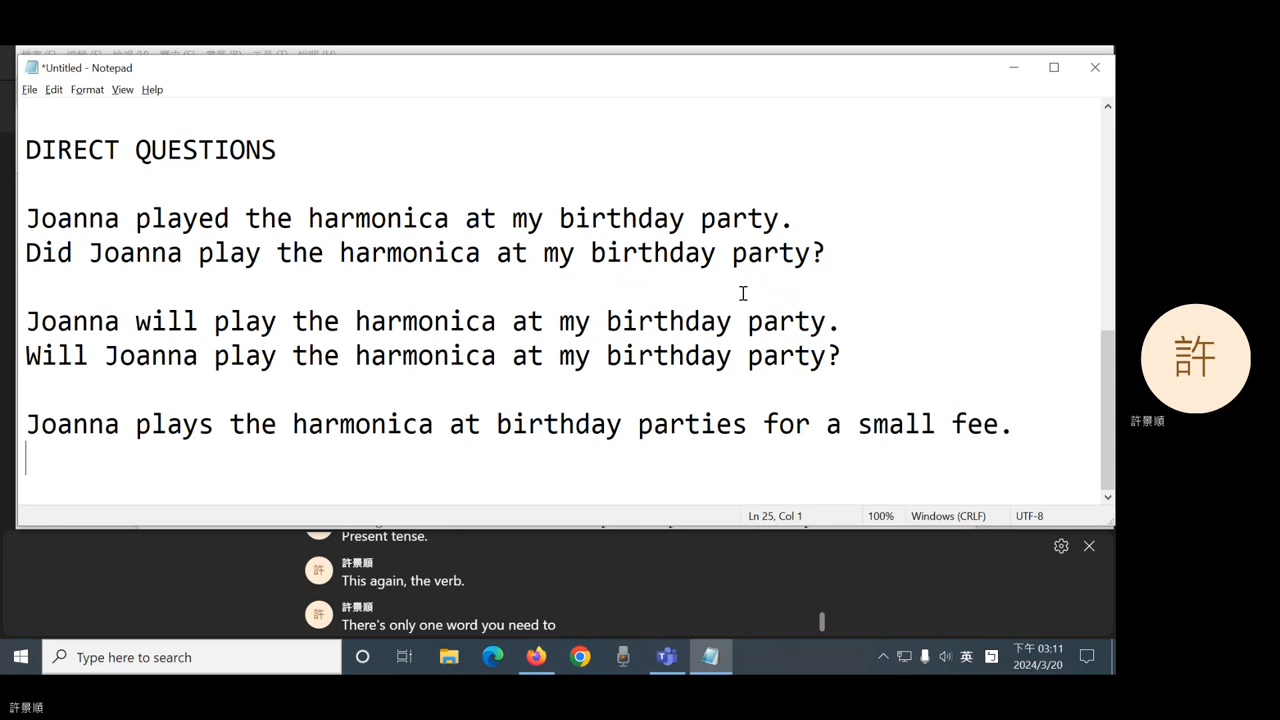 *Untitled - Notepad
File Edit Format View Help
DIRECT QUESTIONS
Joanna played the harmonica at my birthday party.
Did Joanna play the harmonica at my birthday party?
Joanna will play the harmonica at my birthday party.
Will Joanna play the harmonica at my birthday party?
Joanna plays the harmonica at birthday parties for a small fee.
Ln 25, Col 1 100% Windows (CRLF) UTF-8
許
許景順
Present tense.
許 許景順
This again, the verb.
許 許景順
There's only one word you need to
Type here to search
英
下午 03:11
2024/3/20
許景順